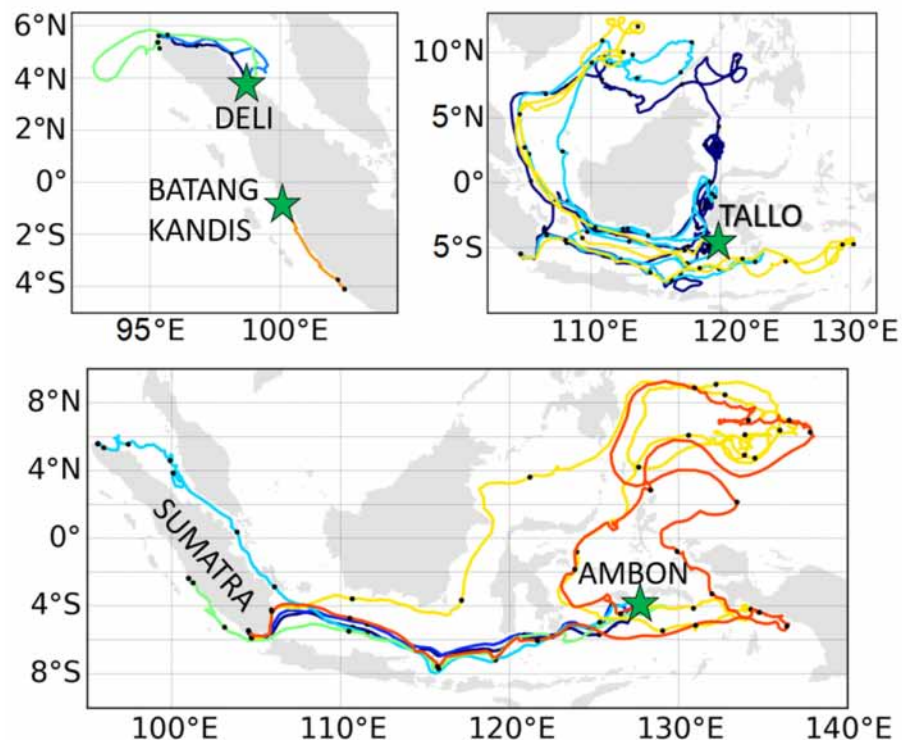 6°N
4°N
2°N
0°
2°S
4°S
DELI
BATANG
KANDIS
95°E
100°E
10°N
5°N
0°
5°S
TALLO
110°E
120°E
130°E
8°N
4°N
0°
4°S
8°S
SUMATRA
AMBON
100°E
110°E
120°E
130°E
140°E